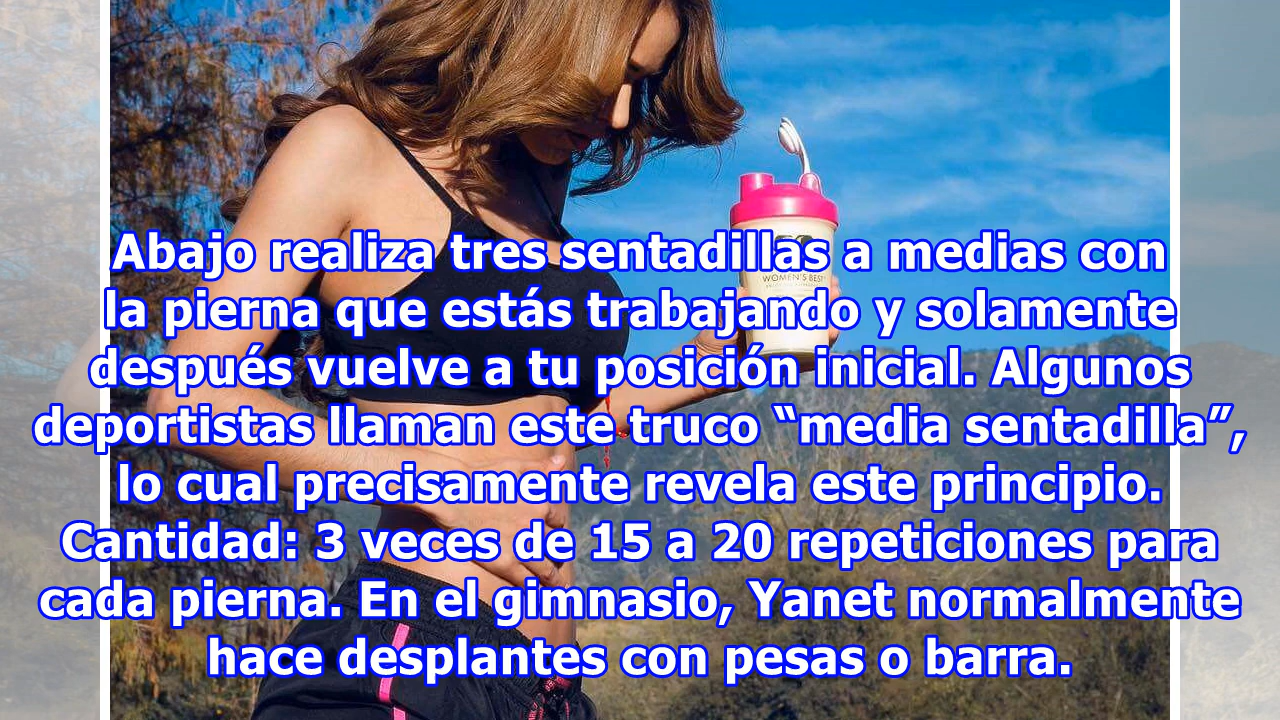 Abajo realiza tres sentadillas a medias con
la pierna que estás trabajando y solamente
después vuelve a tu posición inicial. Algunos
deportistas llaman este truco “media sentadilla”,
lo cual precisamente revela este principio.
Cantidad: 3 veces de 15 a 20 repeticiones para
cada pierna. En el gimnasio, Yanet normalmente
hace desplantes con pesas o barra.
WOMEN'S BEST